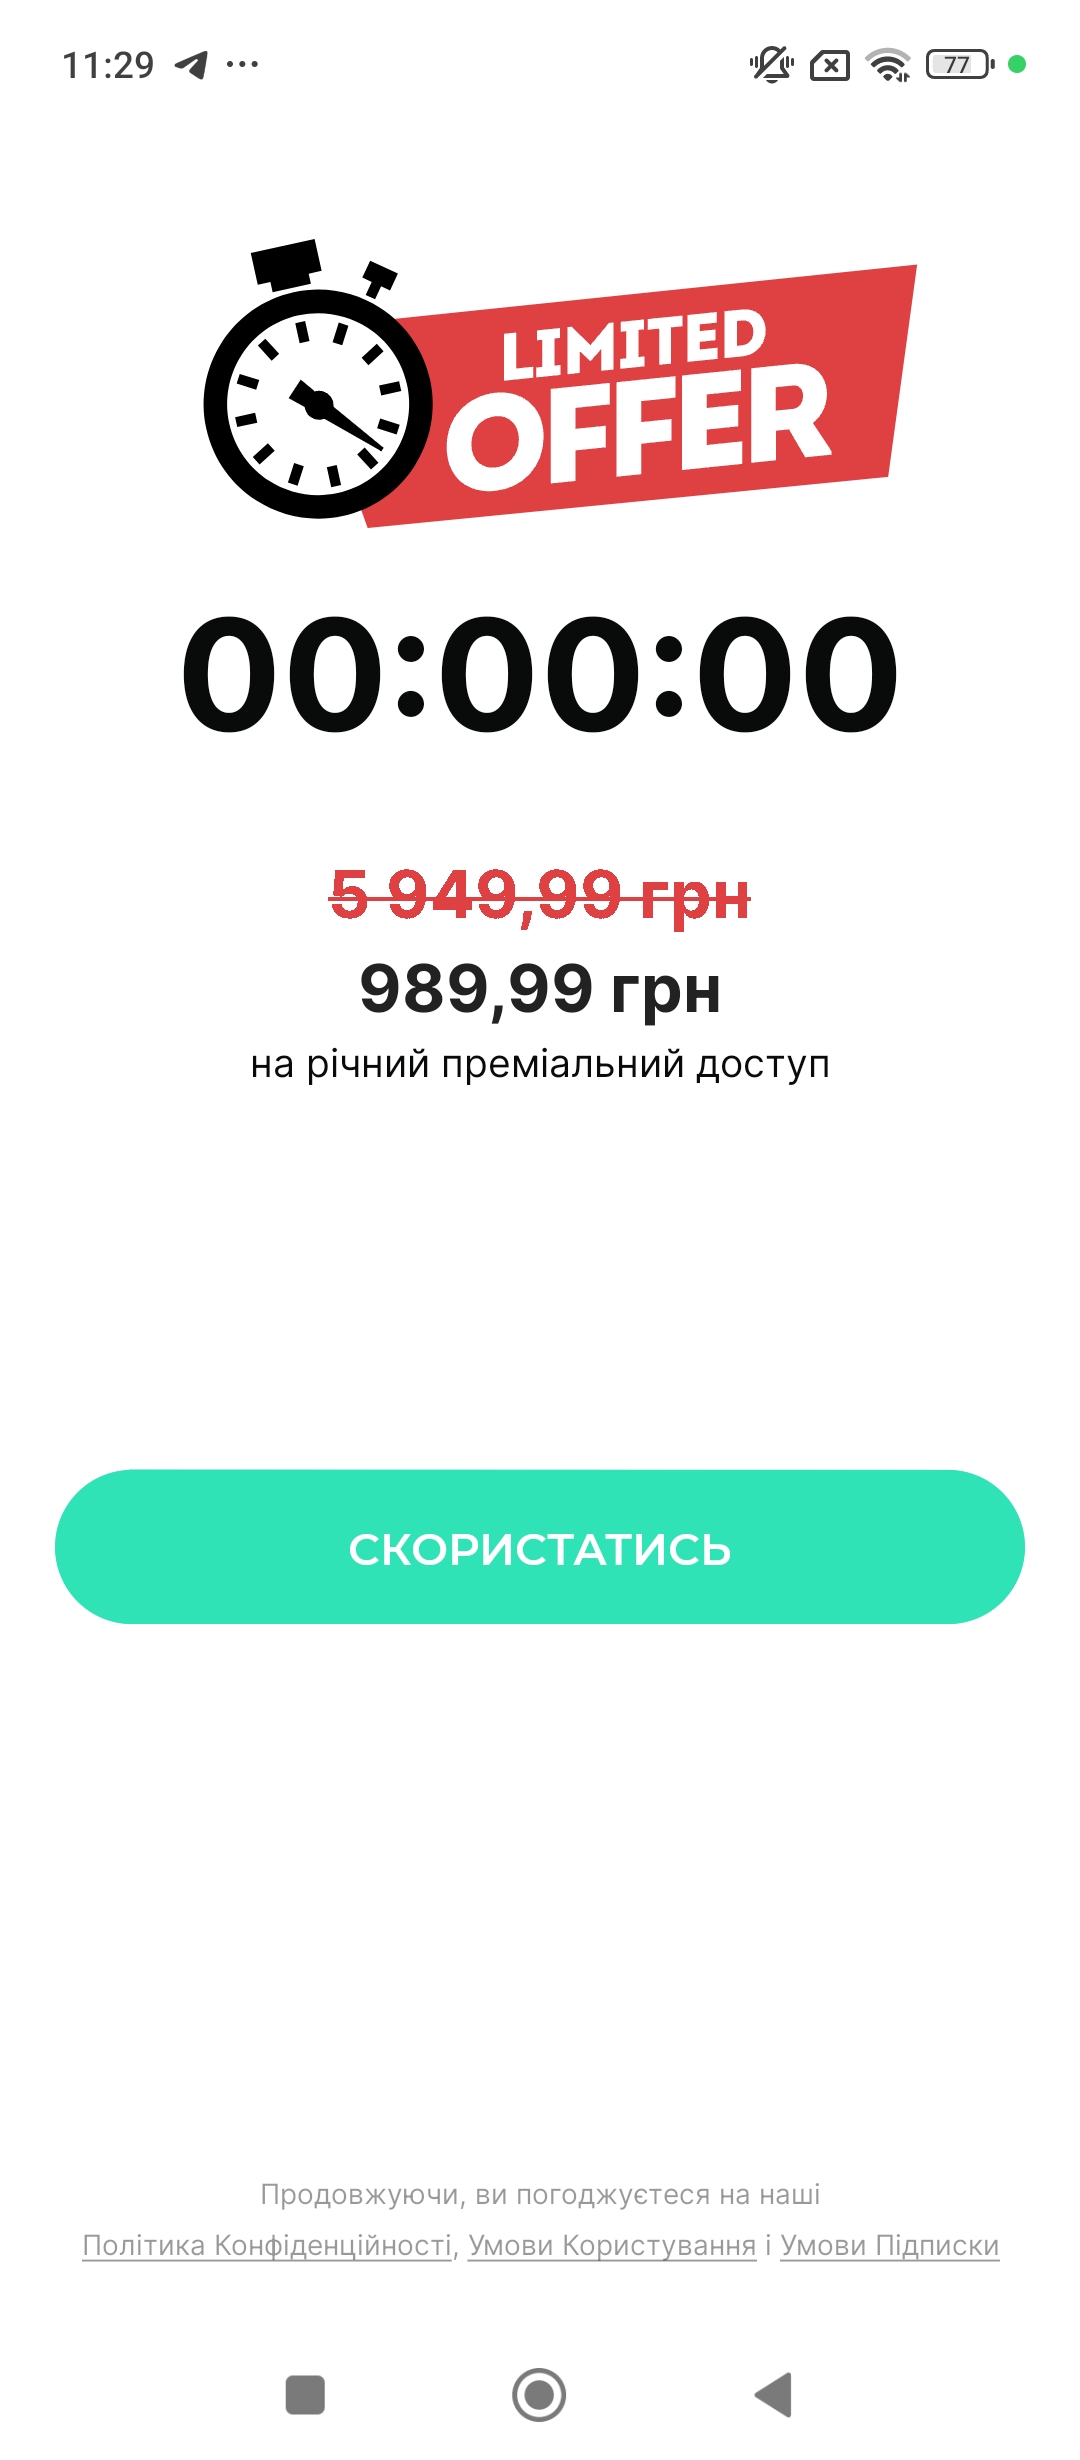 11:29
77
LIMITED
OFFER
00:00:00
5 949,99 грн
989,99 грн
на річний преміальний доступ
СКОРИСТАТИСЬ
Продовжуючи, ви погоджуєтеся на наші
Політика Конфіденційності, Умови Користування і Умови Підписки